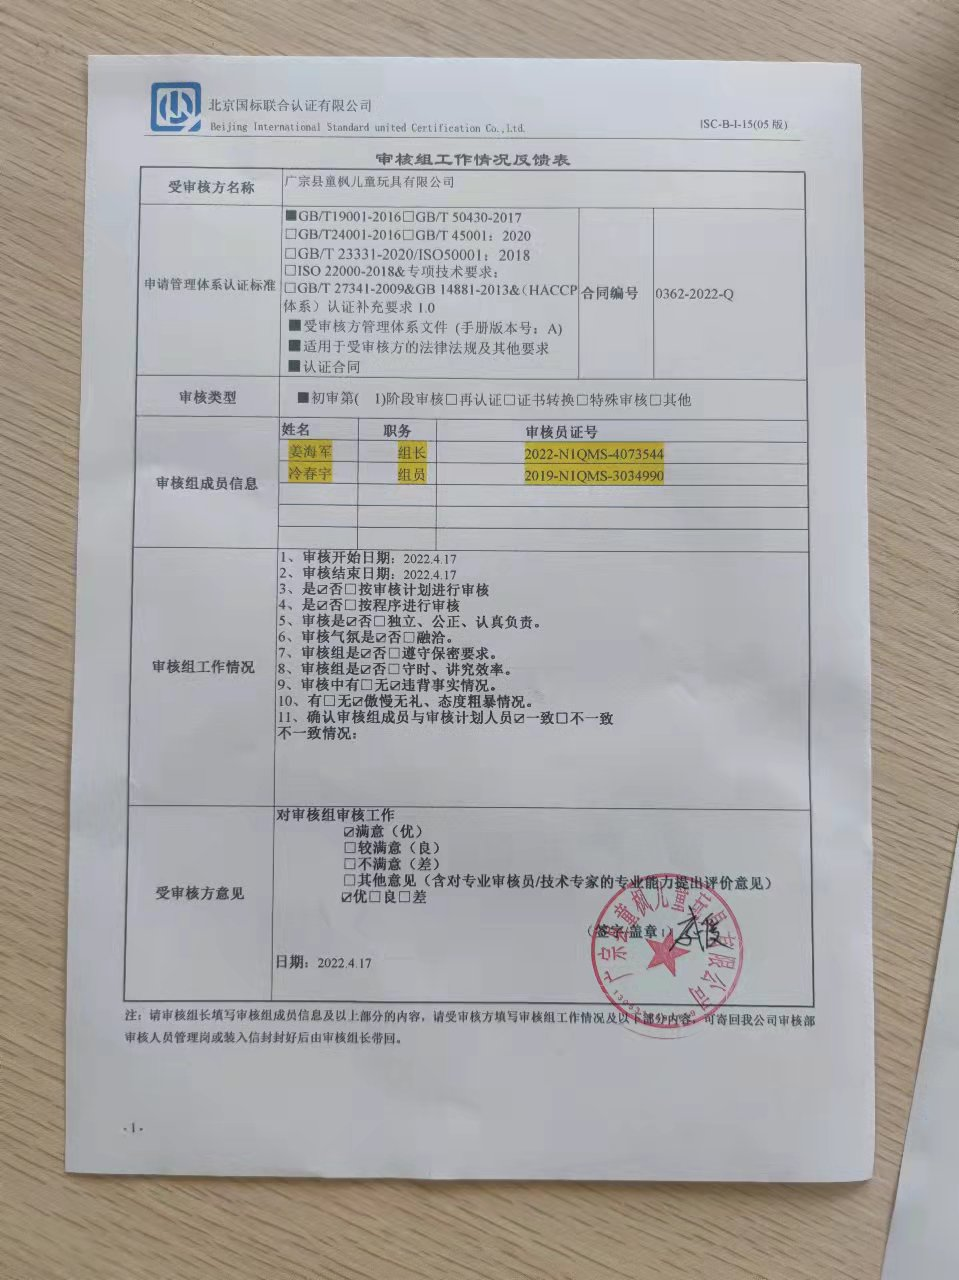 北京国标联合认证有限公司
Beijing International Standard united Certification Co.,Ltd.
ISC-B-I-15(05 版)
审核组工作情况反馈表
受审核方名称
广宗县童枫儿童玩具有限公司
申请管理体系认证标准
■GB/T19001-2016□GB/T 50430-2017
□GB/T24001-2016□GB/T 45001：2020
□GB/T 23331-2020/ISO50001：2018
□ISO 22000-2018&专项技术要求；
□GB/T 27341-2009&GB 14881-2013&（HACCP
体系）认证补充要求 1.0
■受审核方管理体系文件（手册版本号：A）
■适用于受审核方的法律法规及其他要求
■认证合同
合同编号
0362-2022-Q
审核类型
■初审第( 1)阶段审核□再认证□证书转换□特殊审核□其他
审核组成员信息
姓名 职务 审核员证号
姜海军 组长 2022-N1QMS-4073544
冷春宇 组员 2019-N1QMS-3034990
审核组工作情况
1、审核开始日期：2022.4.17
2、审核结束日期：2022.4.17
3、是☑否□按审核计划进行审核
4、是☑否□按程序进行审核
5、审核是☑否□独立、公正、认真负责。
6、审核气氛是☑否□融洽。
7、审核组是☑否□遵守保密要求。
8、审核组是☑否□守时、讲究效率。
9、审核中有□无☑违背事实情况。
10、有□无☑傲慢无礼、态度粗暴情况。
11、确认审核组成员与审核计划人员☑一致□不一致
不一致情况：
受审核方意见
对审核组审核工作
☑满意（优）
□较满意（良）
□不满意（差）
□其他意见（含对专业审核员/技术专家的专业能力提出评价意见）
☑优□良□差
（签字/盖章：）
广宗县童枫儿童玩具有限公司
日期：2022.4.17
注：请审核组长填写审核组成员信息及以上部分的内容，请受审核方填写审核组工作情况及以下部分内容，可寄回我公司审核部
审核人员管理岗或装入信封封好后由审核组长带回。
- 1 -